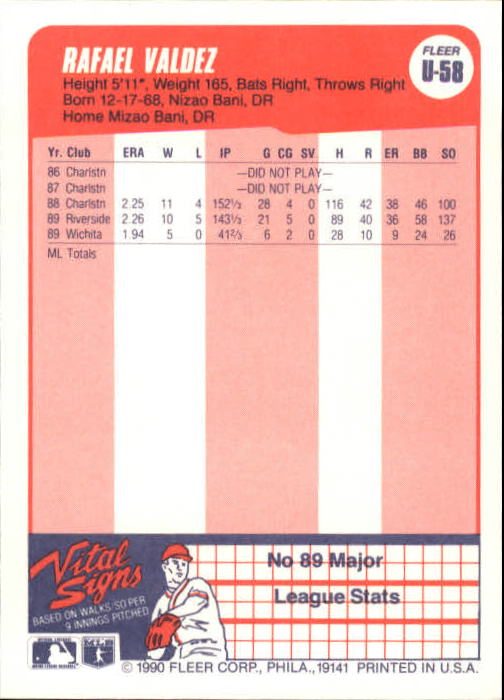 RAFAEL VALDEZ
FLEER
U-58
Height 5'11", Weight 165, Bats Right, Throws Right
Born 12-17-68, Nizao Bani, DR
Home Mizao Bani, DR
Yr. Club ERA W L IP G CG SV H R ER BB SO
86 Charlstn —DID NOT PLAY—
87 Charlstn —DID NOT PLAY—
88 Charlstn 2.25 11 4 152⅓ 28 4 0 116 42 38 46 100
89 Riverside 2.26 10 5 143⅓ 21 5 0 89 40 36 58 137
89 Wichita 1.94 5 0 41⅔ 6 2 0 28 10 9 24 26
ML Totals
Vital
Signs
BASED ON WALKS/SO PER
9 INNINGS PITCHED
No 89 Major
League Stats
MLB
© 1990 FLEER CORP., PHILA., 19141 PRINTED IN U.S.A.